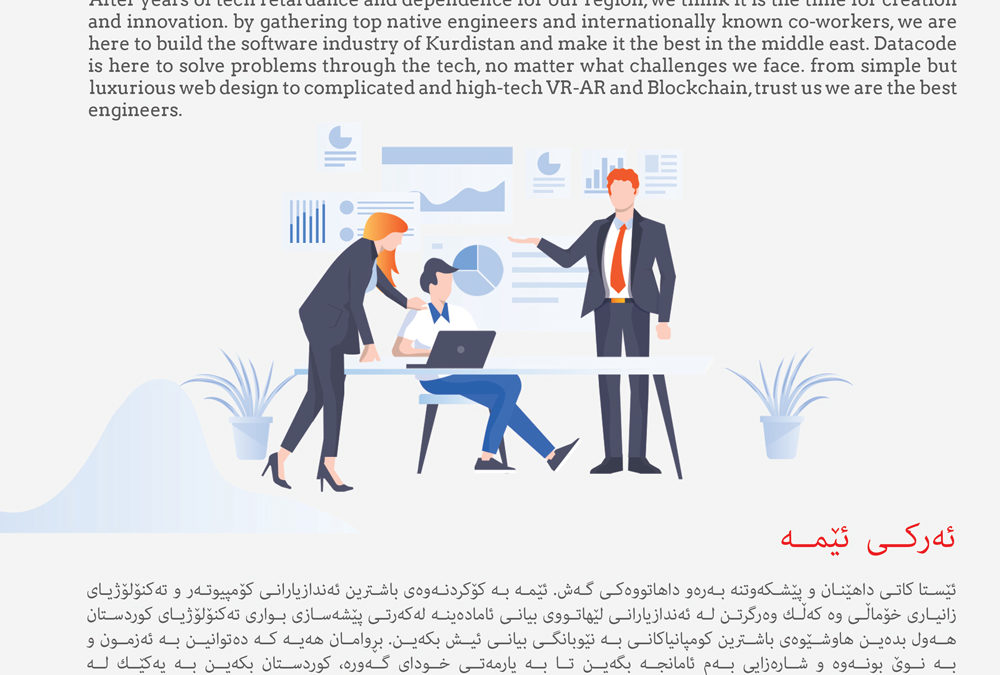 After years of tech retardance and dependence for our region, we think it is the time for creation
and innovation. by gathering top native engineers and internationally known co-workers, we are
here to build the software industry of Kurdistan and make it the best in the middle east. Datacode
is here to solve problems through the tech, no matter what challenges we face. from simple but
luxurious web design to complicated and high-tech VR-AR and Blockchain, trust us we are the best
engineers.
ئەرکی ئێمە
ئێستا کاتی داهێنان و پێشکەوتنە بەرەو داهاتووەکی گەش. ئێمە بە کۆکردنەوەی باشترین ئەندازیارانی کۆمپیوتەر و تەکنۆلۆژیای
زانیاری خۆماڵی وە کەڵک وەرگرتن لە ئەندازیارانی لێهاتووی بیانی ئامادەینە لەکەرتی پێشەسازی بواری تەکنۆلۆژیای کوردستان
هەول بدەین هاوشێوەی باشترین کومپانیاکانی بە نێوبانگی بیانی ئیش بکەین. بڕوامان هەیە کە دەتوانین بە ئەزمون و
بە نوێ بونەوە و شارەزایی بەم ئامانجە بگەین تا بە یارمەتی خودای گەورە، کوردستان بکەین بە یەکێک لە